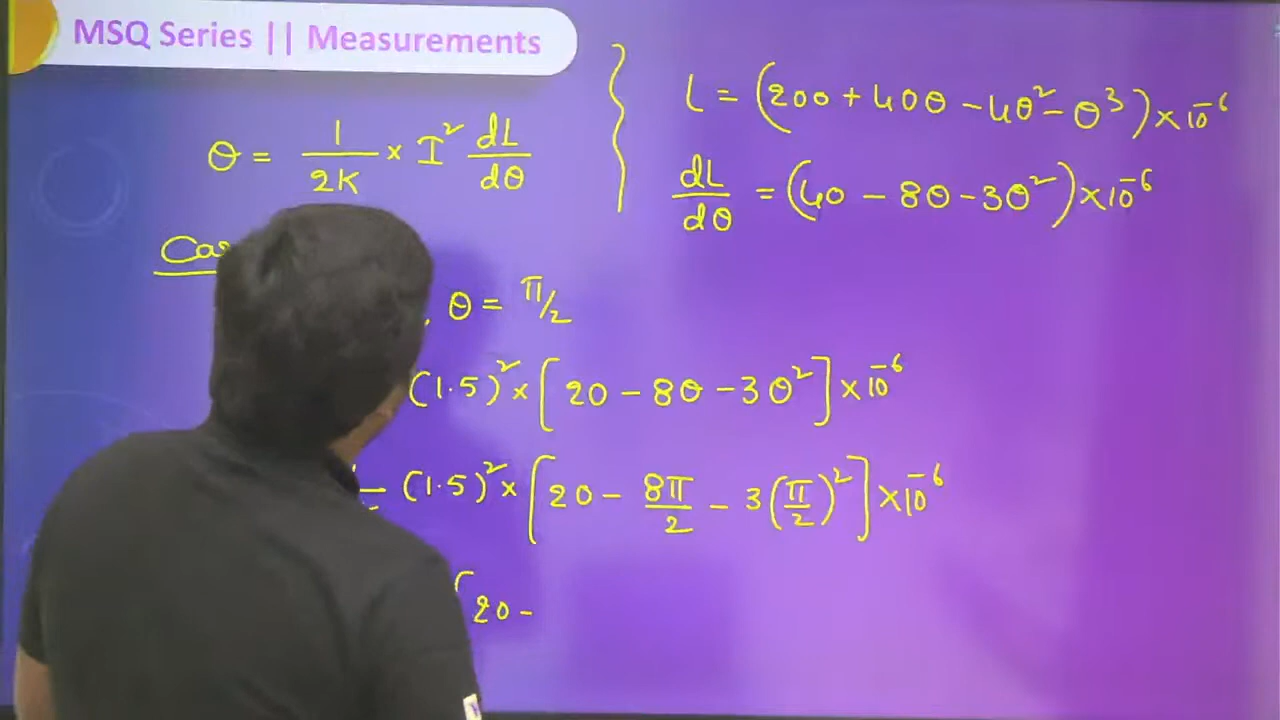 MSQ Series || Measurements
θ = 1/2K × I² dL/dθ
L = (200 + 40θ - 4θ² - θ³) × 10⁻⁶
dL/dθ = (40 - 8θ - 3θ²) × 10⁻⁶
, θ = π/2
(1.5)² × [20 - 8θ - 3θ²] × 10⁻⁶
(1.5)² × [20 - 8π/2 - 3(π/2)²] × 10⁻⁶
[20 -